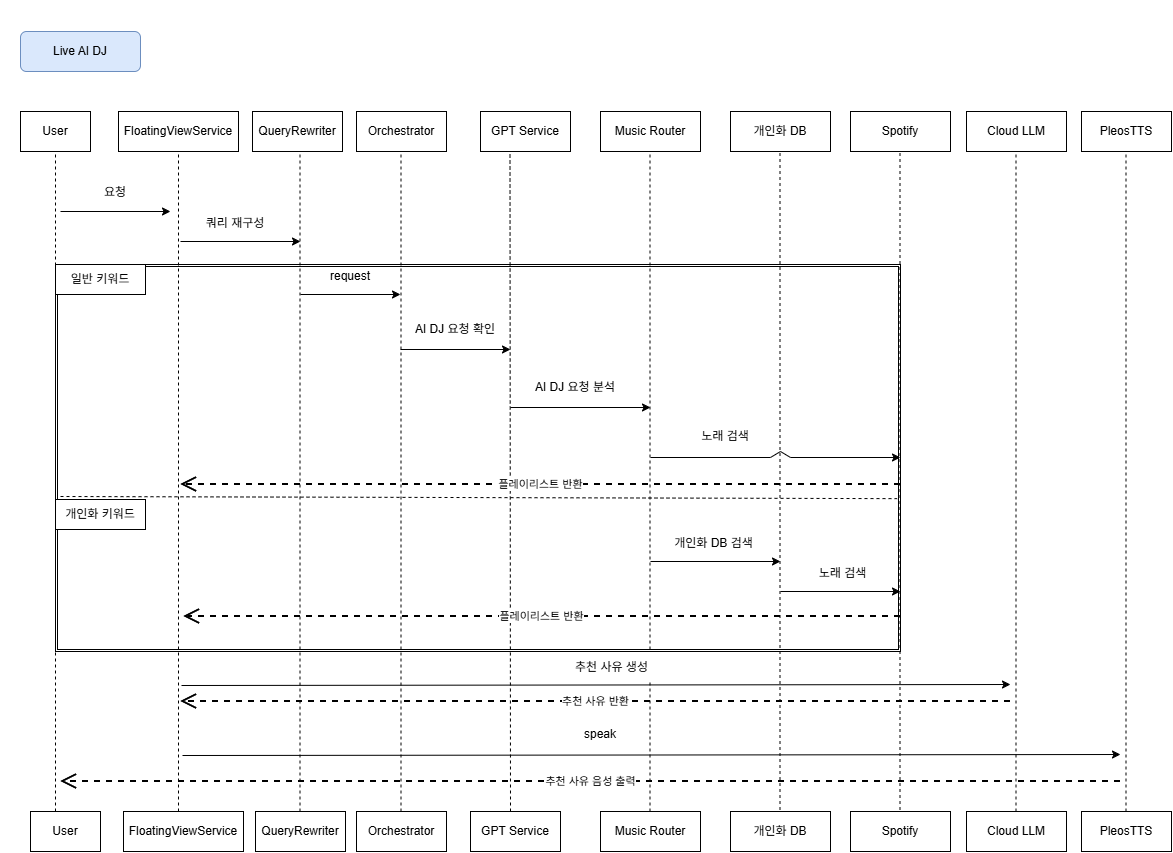 Live AI DJ
User
FloatingViewService
QueryRewriter
Orchestrator
GPT Service
Music Router
개인화 DB
Spotify
Cloud LLM
PleosTTS
요청
쿼리 재구성
일반 키워드
request
AI DJ 요청 확인
AI DJ 요청 분석
노래 검색
플레이리스트 반환
개인화 키워드
개인화 DB 검색
노래 검색
플레이리스트 반환
추천 사유 생성
추천 사유 반환
speak
추천 사유 음성 출력
User
FloatingViewService
QueryRewriter
Orchestrator
GPT Service
Music Router
개인화 DB
Spotify
Cloud LLM
PleosTTS